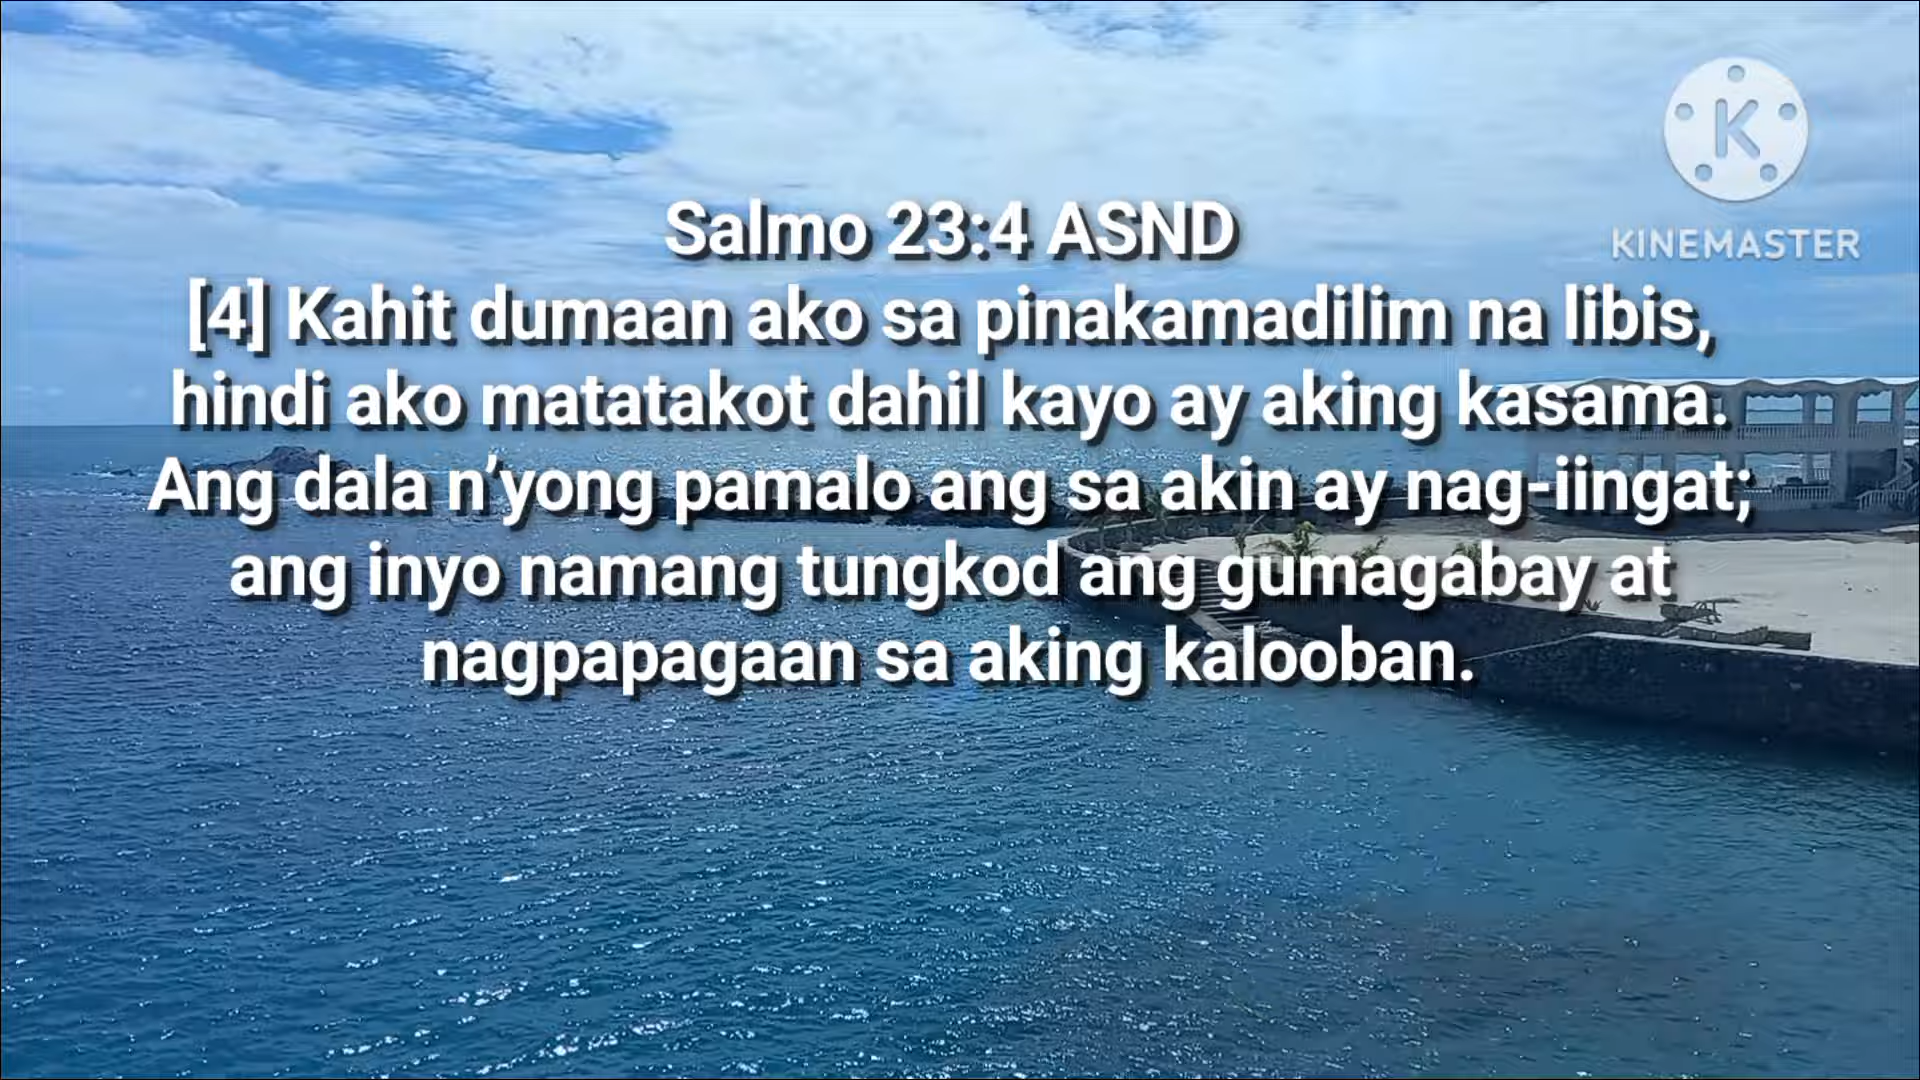 Salmo 23:4 ASND
[4] Kahit dumaan ako sa pinakamadilim na libis,
hindi ako matatakot dahil kayo ay aking kasama.
Ang dala n’yong pamalo ang sa akin ay nag-iingat;
ang inyo namang tungkod ang gumagabay at
nagpapagaan sa aking kalooban.
K
KINEMASTER